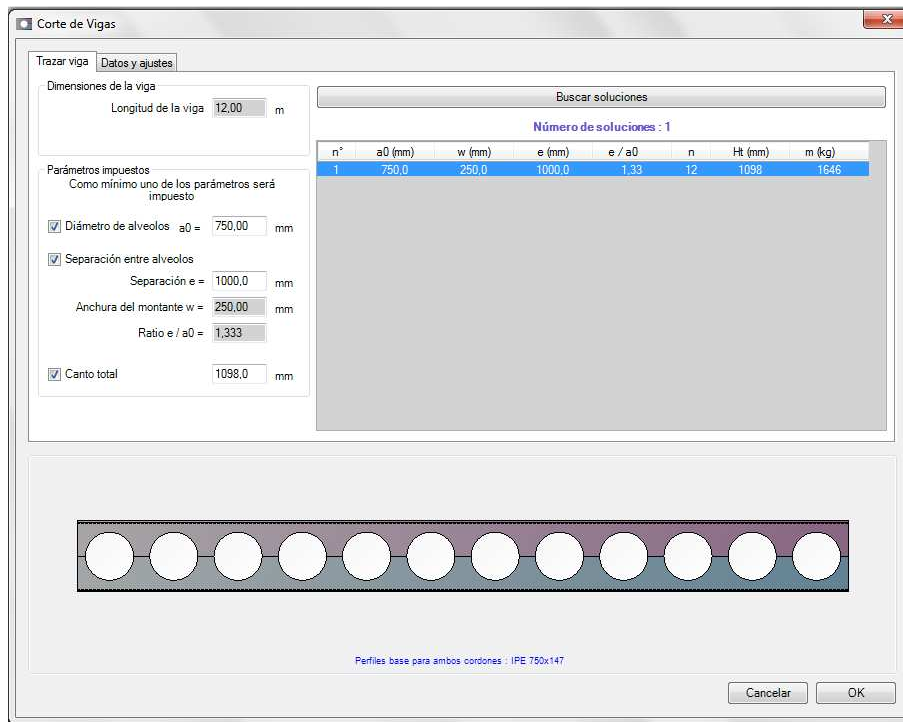 Corte de Vigas
Trazar viga Datos y ajustes
Dimensiones de la viga
Longitud de la viga 12,00 m
Parámetros impuestos
Como mínimo uno de los parámetros será
impuesto
Diámetro de alveolos a0 = 750,00 mm
Separación entre alveolos
Separación e = 1000,0 mm
Anchura del montante w = 250,00 mm
Ratio e / a0 = 1,333
Canto total 1098,0 mm
Buscar soluciones
Número de soluciones : 1
n° a0 (mm) w (mm) e (mm) e / a0 n Ht (mm) m (kg)
1 750,0 250,0 1000,0 1,33 12 1098 1646
Perfiles base para ambos cordones : IPE 750x147
Cancelar OK